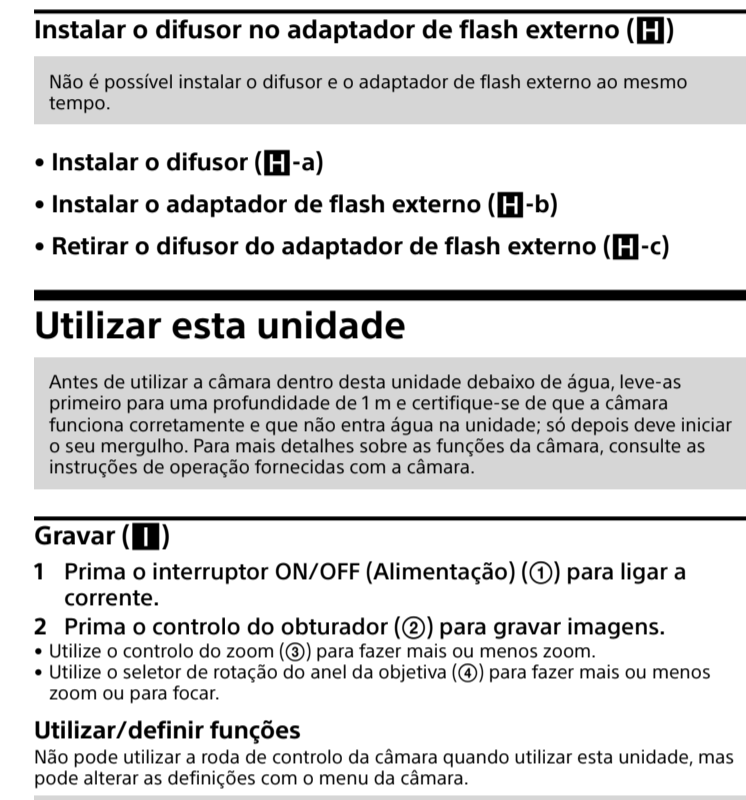 Instalar o difusor no adaptador de flash externo (H)
Não é possível instalar o difusor e o adaptador de flash externo ao mesmo
tempo.
• Instalar o difusor (H-a)
• Instalar o adaptador de flash externo (H-b)
• Retirar o difusor do adaptador de flash externo (H-c)
Utilizar esta unidade
Antes de utilizar a câmara dentro desta unidade debaixo de água, leve-as
primeiro para uma profundidade de 1 m e certifique-se de que a câmara
funciona corretamente e que não entra água na unidade; só depois deve iniciar
o seu mergulho. Para mais detalhes sobre as funções da câmara, consulte as
instruções de operação fornecidas com a câmara.
Gravar (I)
1 Prima o interruptor ON/OFF (Alimentação) (①) para ligar a
corrente.
2 Prima o controlo do obturador (②) para gravar imagens.
• Utilize o controlo do zoom (③) para fazer mais ou menos zoom.
• Utilize o seletor de rotação do anel da objetiva (④) para fazer mais ou menos
zoom ou para focar.
Utilizar/definir funções
Não pode utilizar a roda de controlo da câmara quando utilizar esta unidade, mas
pode alterar as definições com o menu da câmara.